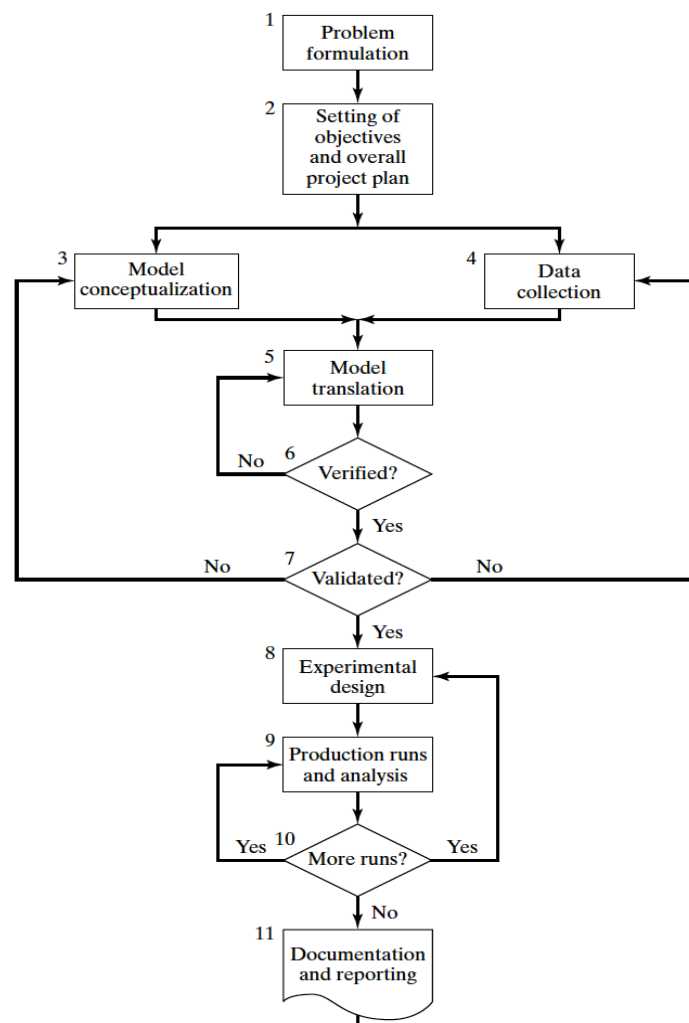 1
Problem
formulation
2
Setting of
objectives
and overall
project plan
3
Model
conceptualization
4
Data
collection
5
Model
translation
6
No
Verified?
Yes
7
No
Validated?
No
Yes
8
Experimental
design
9
Production runs
and analysis
10
Yes
More runs?
Yes
No
11
Documentation
and reporting